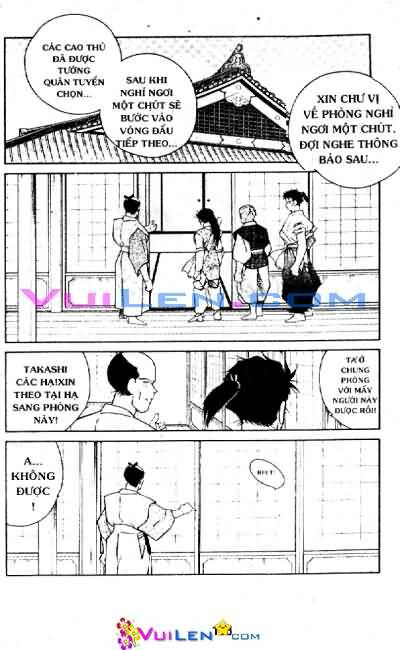 CÁC CAO THỦ
ĐÃ ĐƯỢC
TƯỚNG
QUÂN TUYỂN
CHỌN...
SAU KHI
NGHỈ NGƠI
MỘT CHÚT SẼ
BƯỚC VÀO
VÒNG ĐẤU
TIẾP THEO...
XIN CHƯ VỊ
VỀ PHÒNG NGHỈ
NGƠI MỘT CHÚT.
ĐỢI NGHE THÔNG
BÁO SAU...
VUILEN.COM
TAKASHI
CÁC HẠ!XIN
THEO TẠI HẠ
SANG PHÒNG
NÀY!
TA Ở
CHUNG
PHÒNG
VỚI MẤY
NGƯỜI NÀY
ĐƯỢC RỒI!
A...
KHÔNG
ĐƯỢC
!
VUILEN.COM